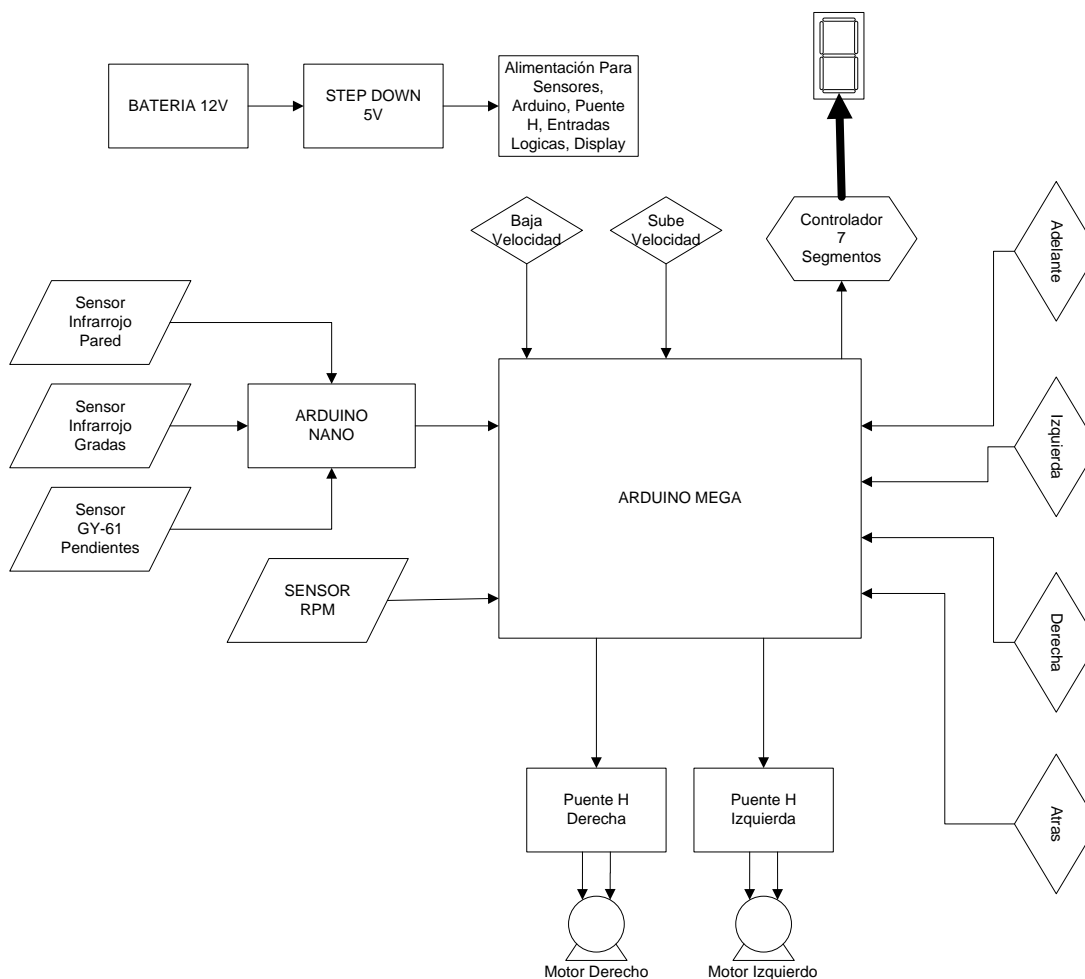 BATERIA 12V
STEP DOWN
5V
Alimentación Para
Sensores,
Arduino, Puente
H, Entradas
Logicas, Display
Baja
Velocidad
Sube
Velocidad
Controlador
7
Segmentos
Adelante
Sensor
Infrarrojo
Pared
Sensor
Infrarrojo
Gradas
Sensor
GY-61
Pendientes
ARDUINO
NANO
ARDUINO MEGA
Izquierda
SENSOR
RPM
Derecha
Atras
Puente H
Derecha
Puente H
Izquierda
Motor Derecho
Motor Izquierdo